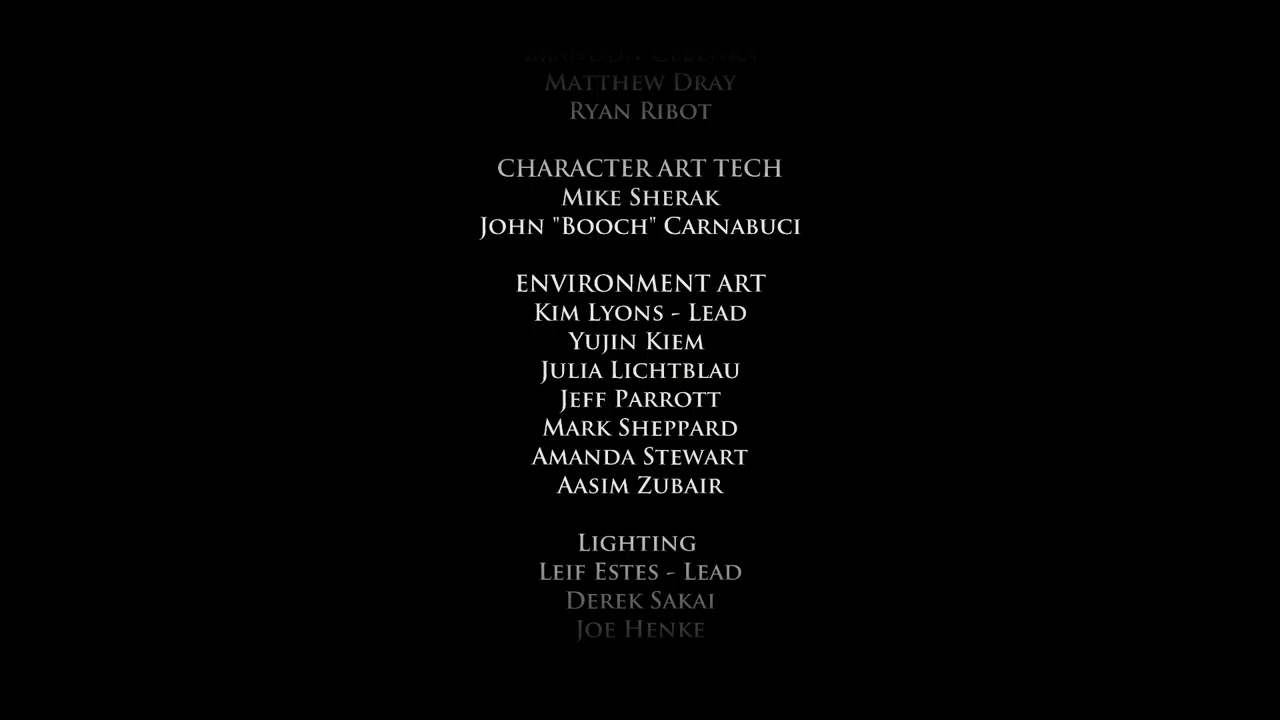 MATTHEW DRAY
RYAN RIBOT
CHARACTER ART TECH
MIKE SHERAK
JOHN "BOOCH" CARNABUCI
ENVIRONMENT ART
KIM LYONS - LEAD
YUJIN KIEM
JULIA LICHTBLAU
JEFF PARROTT
MARK SHEPPARD
AMANDA STEWART
AASIM ZUBAIR
LIGHTING
LEIF ESTES - LEAD
DEREK SAKAI
JOE HENKE